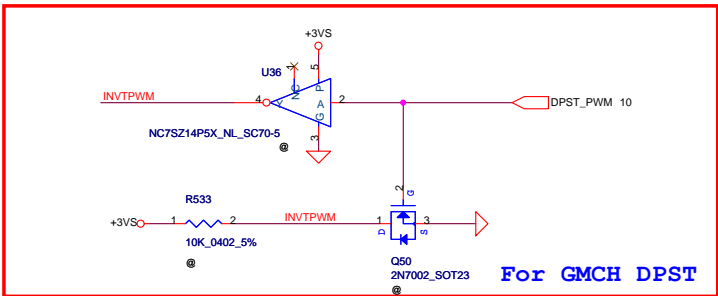 +3VS
U36
1
NC
5
P
INVTPWM
4
Y
A
2
DPST_PWM 10
G
3
NC7SZ14P5X_NL_SC70-5
@
2
G
R533
+3VS
1
2
INVTPWM
1
3
D
S
10K_0402_5%
@
Q50
2N7002_SOT23
@
For GMCH DPST